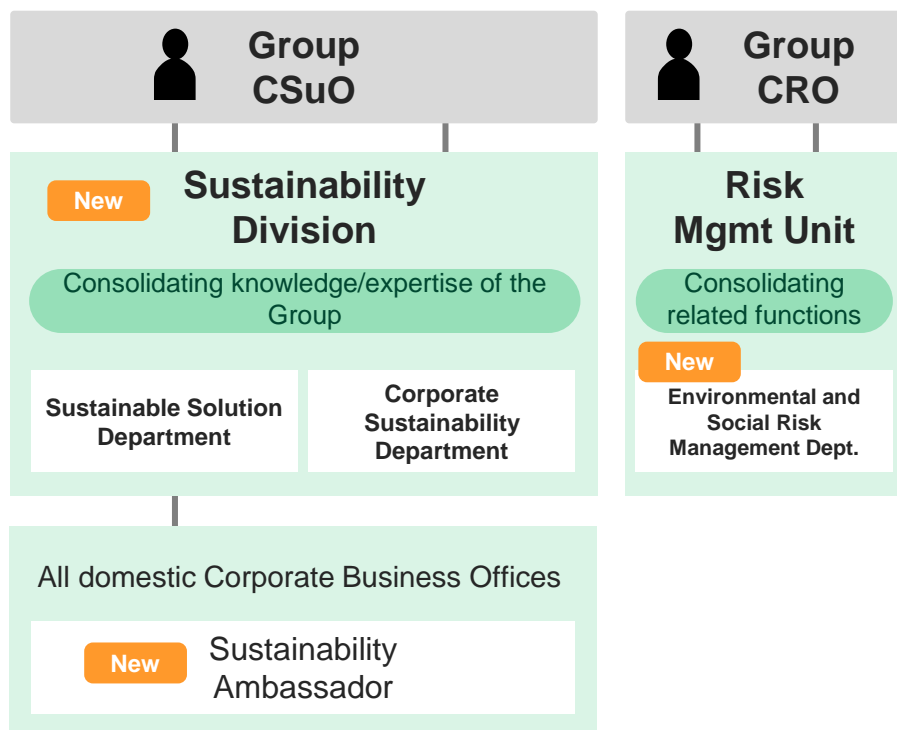 Group
CSuO
Group
CRO
New
Sustainability
Division
Consolidating knowledge/expertise of the
Group
Sustainable Solution
Department
Corporate
Sustainability
Department
Risk
Mgmt Unit
Consolidating
related functions
New
Environmental and
Social Risk
Management Dept.
All domestic Corporate Business Offices
New
Sustainability
Ambassador